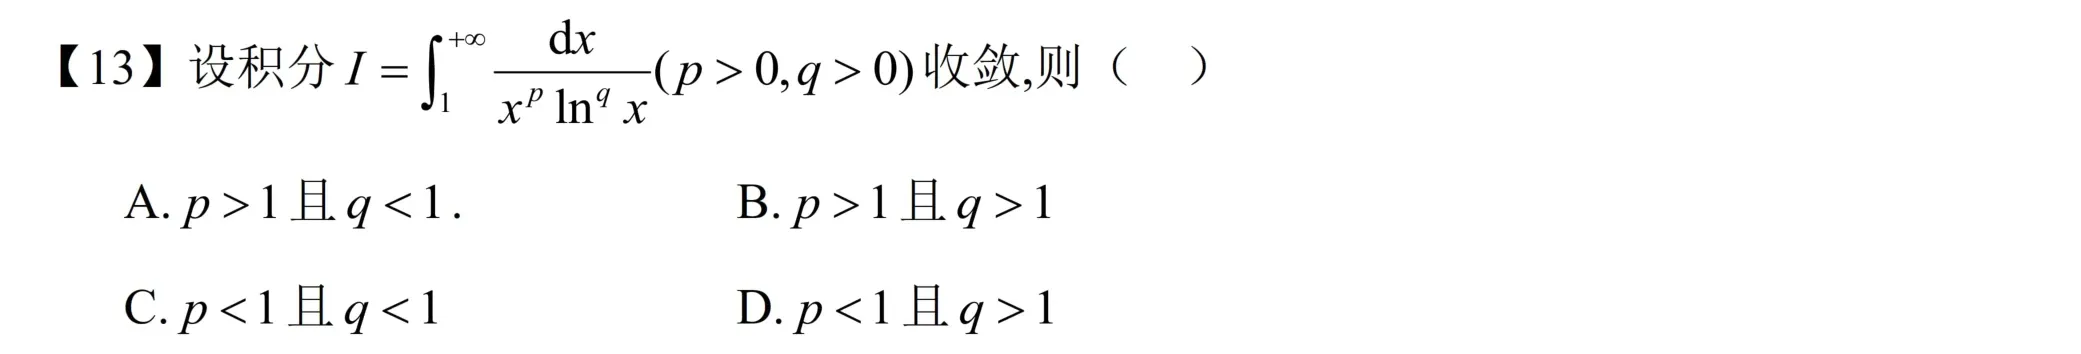 【13】设积分 $I=\int_{1}^{+\infty}\frac{\mathrm{d}x}{x^{p}\ln^{q}x}(p>0,q>0)$ 收敛,则（ ）
A. $p>1$ 且 $q<1$. B. $p>1$ 且 $q>1$
C. $p<1$ 且 $q<1$ D. $p<1$ 且 $q>1$